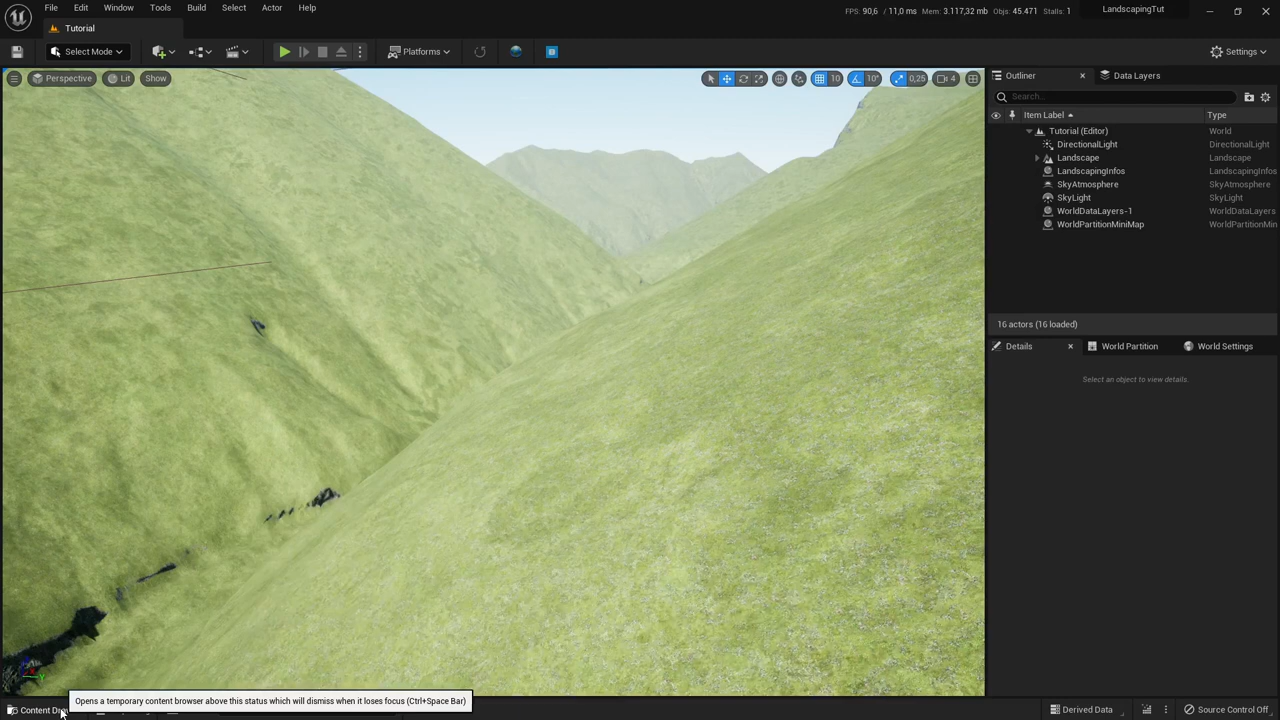 File Edit Window Tools Build Select Actor Help
FPS: 90,6 / 11,0 ms Mem: 3.117,32 mb Objs: 45.471 Stalls: 1
LandscapingTut
Tutorial
Select Mode
Platforms
Settings
Perspective Lit Show
10 10° 0,25 4
Outliner
Data Layers
Search...
Item Label Type
Tutorial (Editor) World
DirectionalLight DirectionalLight
Landscape Landscape
LandscapingInfos LandscapingInfos
SkyAtmosphere SkyAtmosphere
SkyLight SkyLight
WorldDataLayers-1 WorldDataLayers
WorldPartitionMiniMap WorldPartitionMin
16 actors (16 loaded)
Details World Partition World Settings
Select an object to view details.
Y
Opens a temporary content browser above this status which will dismiss when it loses focus (Ctrl+Space Bar)
Content Brow
Derived Data
Source Control Off